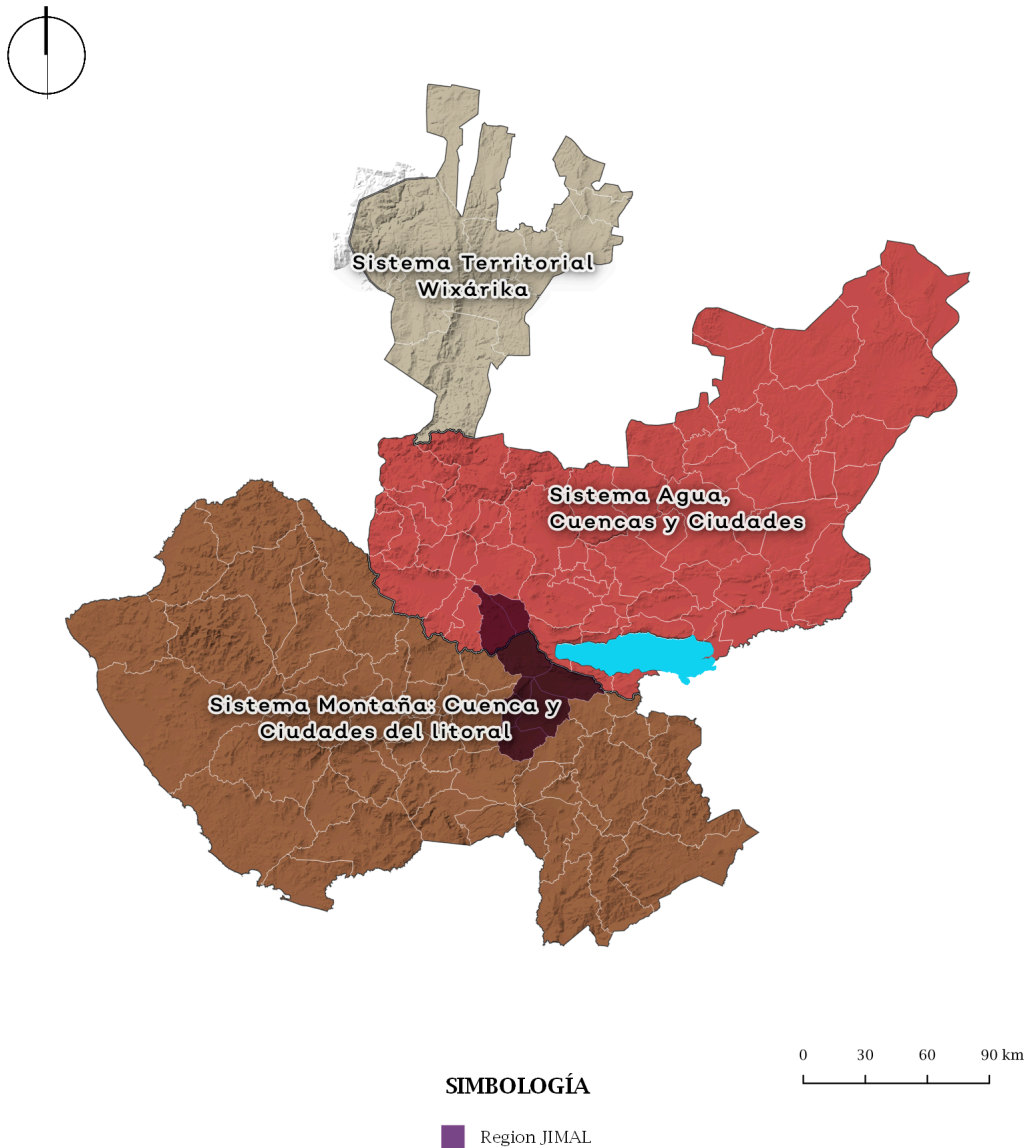 Sistema Territorial
Wixárika
Sistema Agua,
Cuencas y Ciudades
Sistema Montaña: Cuenca y
Ciudades del litoral
0 30 60 90 km
SIMBOLOGÍA
Region JIMAL